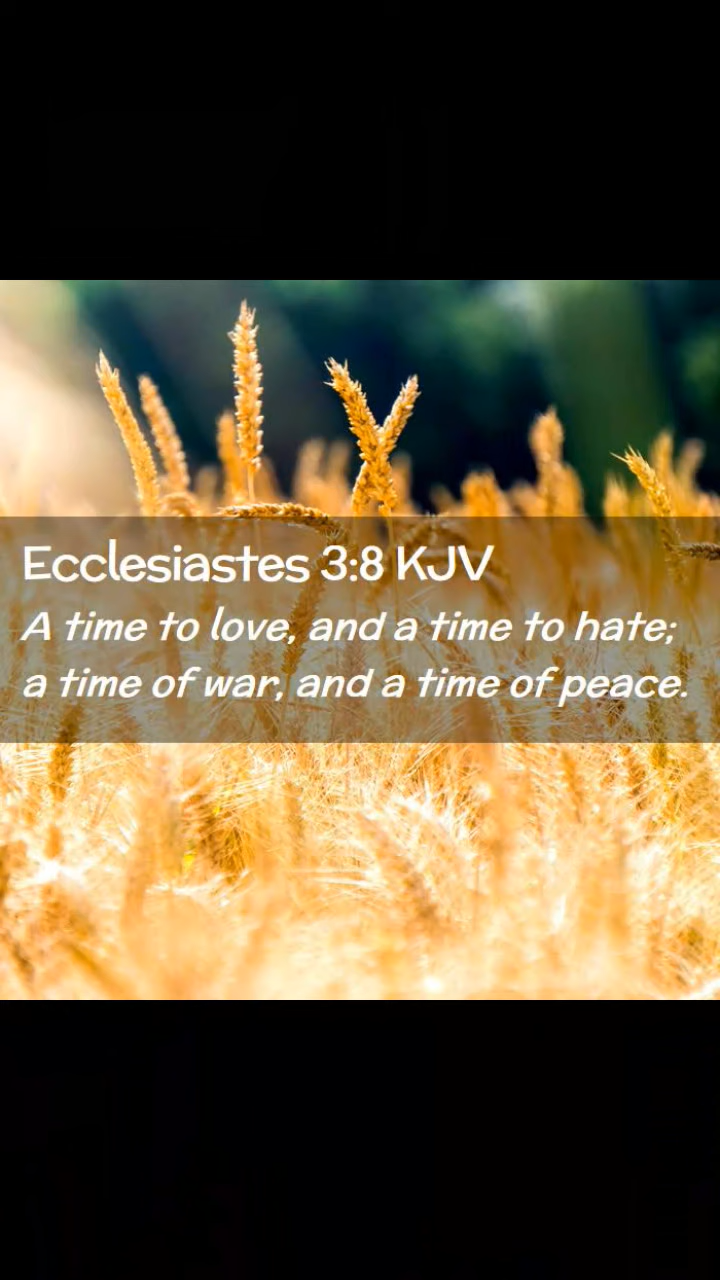 Ecclesiastes 3:8 KJV
A time to love, and a time to hate;
a time of war, and a time of peace.